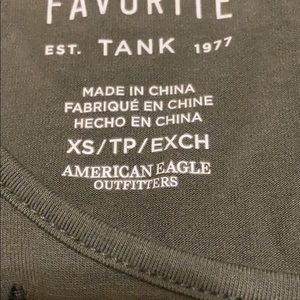 FAVORITE
EST. TANK 1977
MADE IN CHINA
FABRIQUÉ EN CHINE
HECHO EN CHINA
XS/TP/EXCH
AMERICAN EAGLE
OUTFITTERS